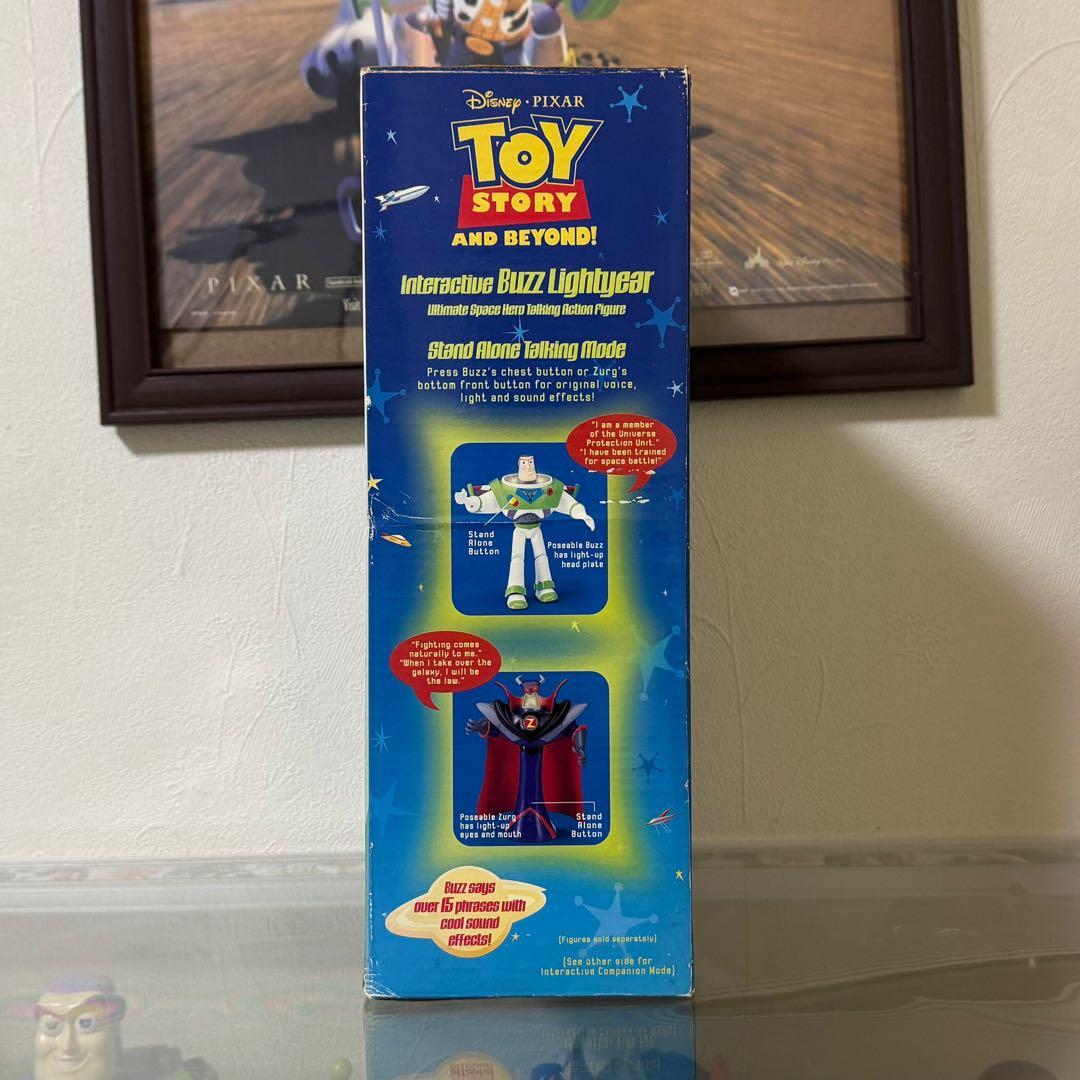 Disney · PIXAR
TOY
STORY
AND BEYOND!
Interactive Buzz Lightyear
Ultimate Space Hero Talking Action Figure
Stand Alone Talking Mode
Press Buzz's chest button or Zurg's
bottom front button for original voice,
light and sound effects!
"I am a member
of the Universe
Protection Unit."
"I have been trained
for space battle!"
Stand
Alone
Button
Poseable Buzz
has light-up
head plate
"Fighting comes
naturally to me."
"When I take over the
galaxy, I will be
the law."
Z
Poseable Zurg
has light-up
eyes and mouth
Stand
Alone
Button
Buzz says
over 15 phrases with
cool sound
effects!
(Figures sold separately)
(See other side for
Interactive Companion Mode)
PIXAR
Visit